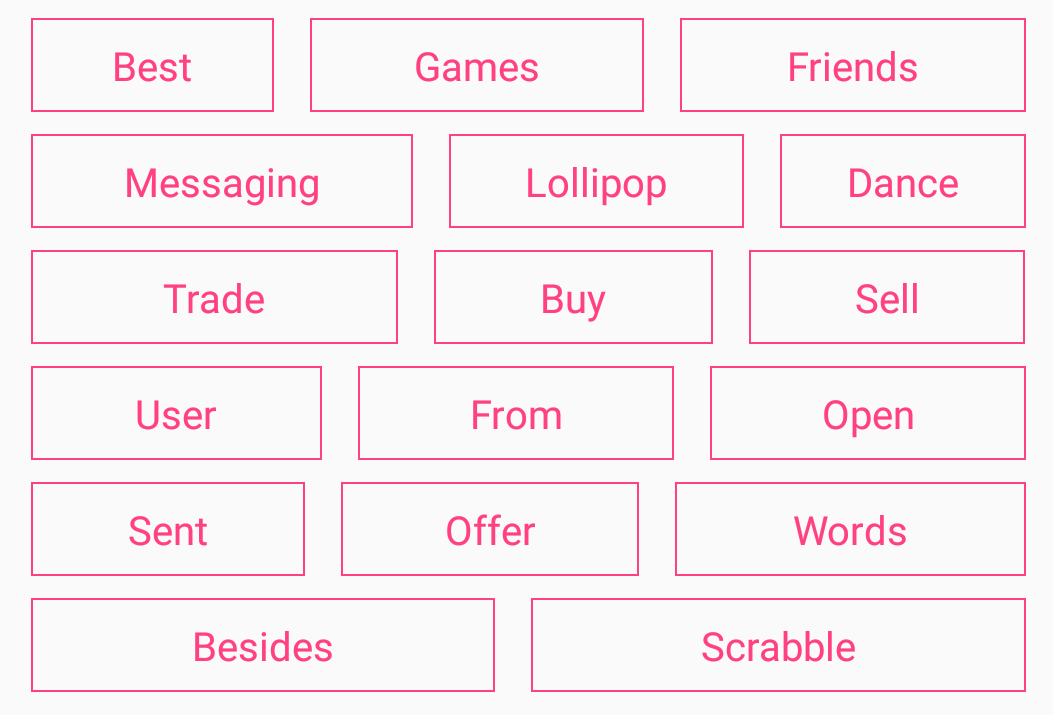 Best Games Friends
Messaging Lollipop Dance
Trade Buy Sell
User From Open
Sent Offer Words
Besides Scrabble